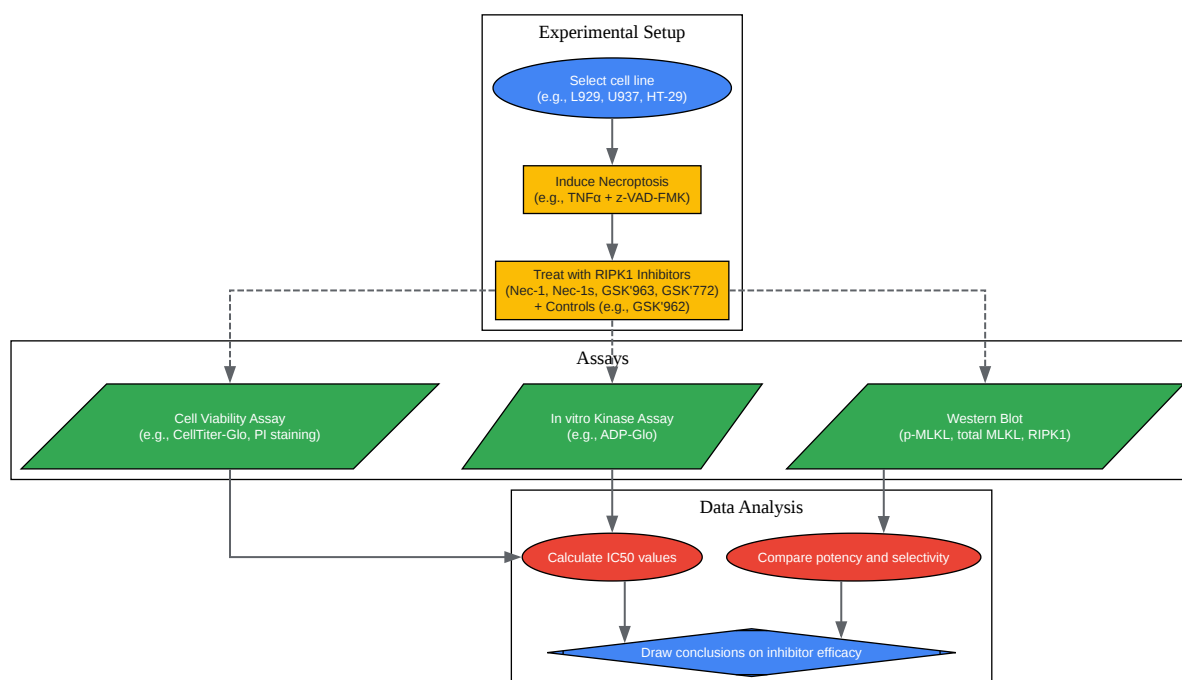 Experimental Setup
Select cell line
(e.g., L929, U937, HT-29)
Induce Necroptosis
(e.g., TNFα + z-VAD-FMK)
Treat with RIPK1 Inhibitors
(Nec-1, Nec-1s, GSK'963, GSK'772)
+ Controls (e.g., GSK'962)
Assays
Cell Viability Assay
(e.g., CellTiter-Glo, PI staining)
In vitro Kinase Assay
(e.g., ADP-Glo)
Western Blot
(p-MLKL, total MLKL, RIPK1)
Data Analysis
Calculate IC50 values
Compare potency and selectivity
Draw conclusions on inhibitor efficacy